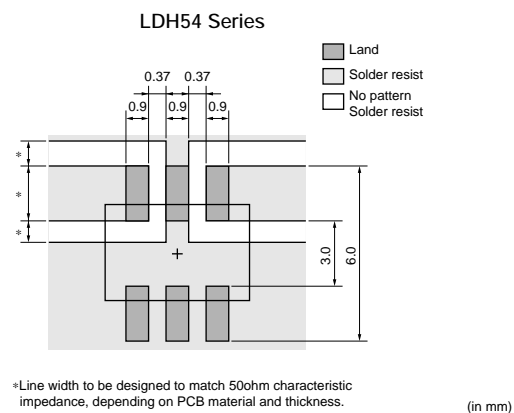 LDH54 Series
Land
Solder resist
No pattern
Solder resist
0.37 0.37
0.9 0.9 0.9
*
*
*
3.0
6.0
*Line width to be designed to match 50ohm characteristic
impedance, depending on PCB material and thickness.
(in mm)